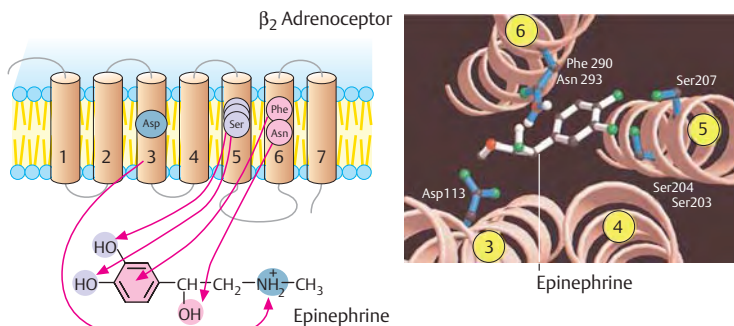 β₂ Adrenoceptor
Asp
Ser
Phe
Asn
1 2 3 4 5 6 7
HO
HO
CH—CH₂—NH₂—CH₃
+
OH
Epinephrine
6
Phe 290
Asn 293
Ser207
5
Asp113
Ser204
Ser203
3
4
Epinephrine